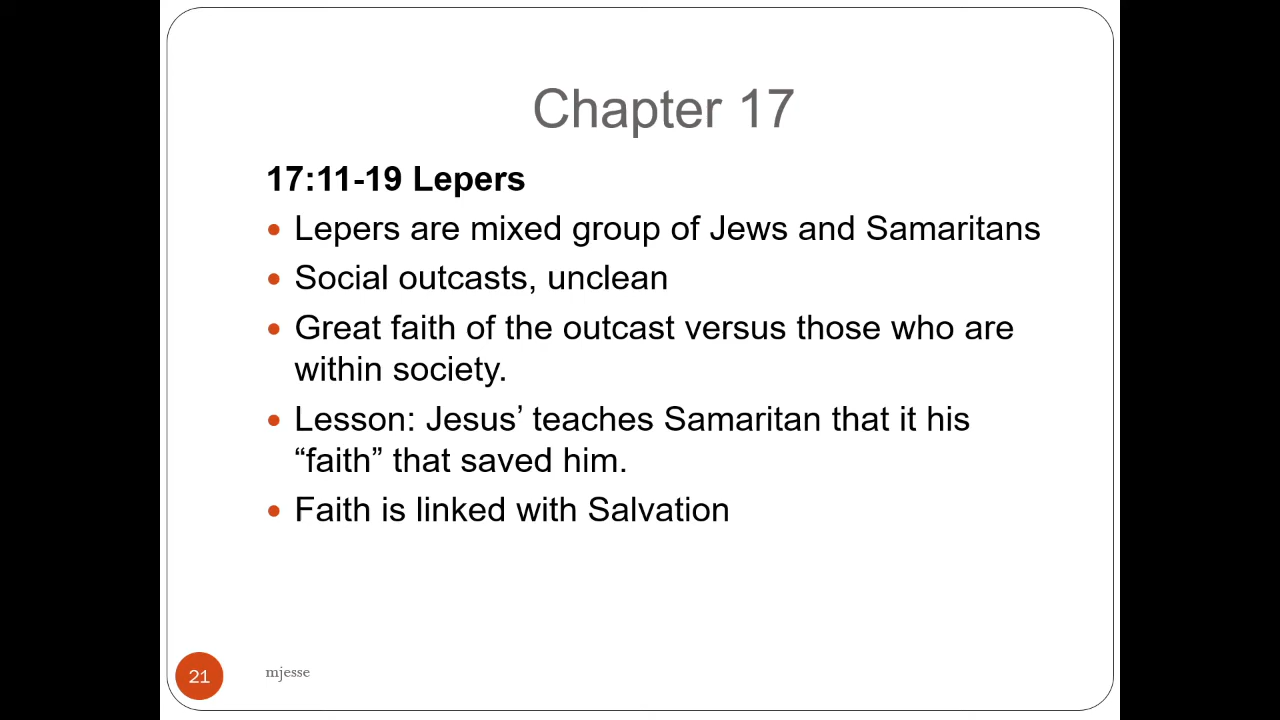 Chapter 17
17:11-19 Lepers
• Lepers are mixed group of Jews and Samaritans
• Social outcasts, unclean
• Great faith of the outcast versus those who are
within society.
• Lesson: Jesus’ teaches Samaritan that it his
“faith” that saved him.
• Faith is linked with Salvation
21
mjesse